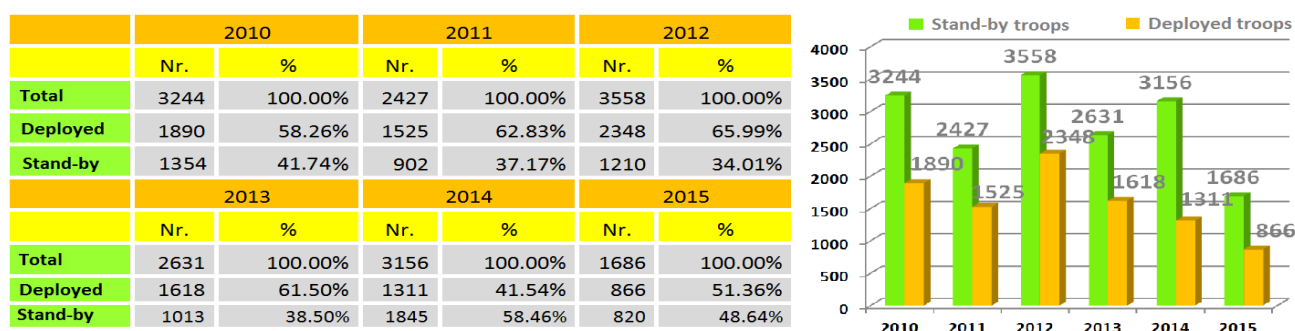 2010 2011 2012
Nr. % Nr. % Nr. %
Total 3244 100.00% 2427 100.00% 3558 100.00%
Deployed 1890 58.26% 1525 62.83% 2348 65.99%
Stand-by 1354 41.74% 902 37.17% 1210 34.01%
2013 2014 2015
Nr. % Nr. % Nr. %
Total 2631 100.00% 3156 100.00% 1686 100.00%
Deployed 1618 61.50% 1311 41.54% 866 51.36%
Stand-by 1013 38.50% 1845 58.46% 820 48.64%
Stand-by troops Deployed troops
4000
3500
3000
2500
2000
1500
1000
500
0
3244
1890
2427
1525
3558
2348
2631
1618
3156
1311
1686
866
2010 2011 2012 2013 2014 2015